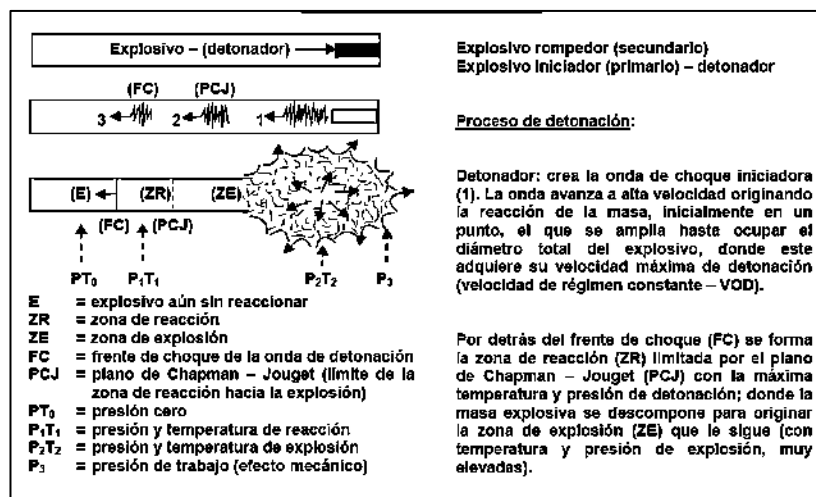 Explosivo – (detonador)
(FC) (PCJ)
3 2 1
(E) (ZR) (ZE)
(FC) (PCJ)
PT₀ P₁T₁ P₂T₂ P₃
E = explosivo aún sin reaccionar
ZR = zona de reacción
ZE = zona de explosión
FC = frente de choque de la onda de detonación
PCJ = plano de Chapman – Jouget (límite de la
zona de reacción hacia la explosión)
PT₀ = presión cero
P₁T₁ = presión y temperatura de reacción
P₂T₂ = presión y temperatura de explosión
P₃ = presión de trabajo (efecto mecánico)
Explosivo rompedor (secundario)
Explosivo iniciador (primario) – detonador
Proceso de detonación:
Detonador: crea la onda de choque iniciadora
(1). La onda avanza a alta velocidad originando
la reacción de la masa, inicialmente en un
punto, el que se amplia hasta ocupar el
diámetro total del explosivo, donde este
adquiere su velocidad máxima de detonación
(velocidad de régimen constante – VOD).
Por detrás del frente de choque (FC) se forma
la zona de reacción (ZR) limitada por el plano
de Chapman – Jouget (PCJ) con la máxima
temperatura y presión de detonación; donde la
masa explosiva se descompone para originar
la zona de explosión (ZE) que le sigue (con
temperatura y presión de explosión, muy
elevadas).